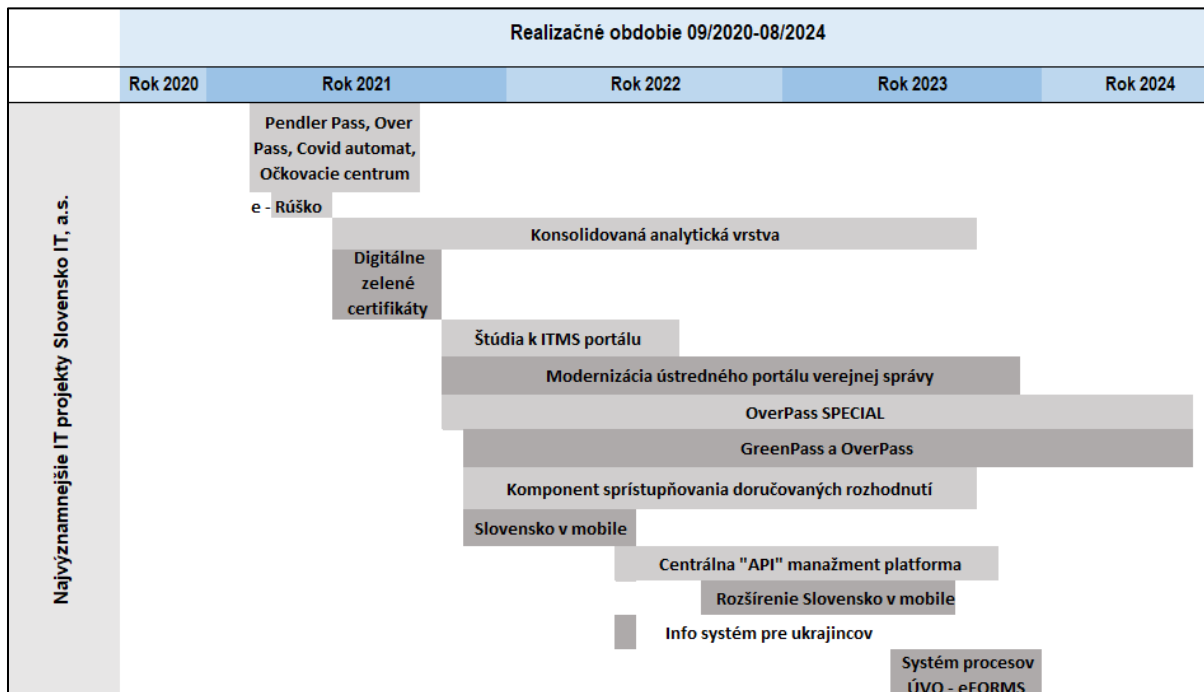 Realizačné obdobie 09/2020-08/2024
Rok 2020 Rok 2021 Rok 2022 Rok 2023 Rok 2024
Najvýznamnejšie IT projekty Slovensko IT, a.s.
Pendler Pass, Over
Pass, Covid automat,
Očkovacie centrum
e - Rúško
Konsolidovaná analytická vrstva
Digitálne
zelené
certifikáty
Štúdia k ITMS portálu
Modernizácia ústredného portálu verejnej správy
OverPass SPECIAL
GreenPass a OverPass
Komponent sprístupňovania doručovaných rozhodnutí
Slovensko v mobile
Centrálna "API" manažment platforma
Rozšírenie Slovensko v mobile
Info systém pre ukrajincov
Systém procesov
ÚVO - eFORMS